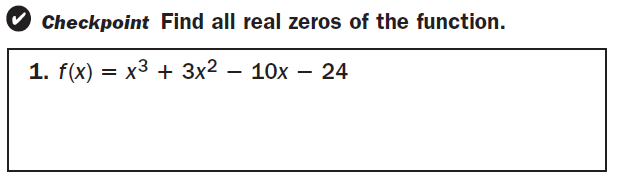 Checkpoint Find all real zeros of the function.
1. f(x) = x³ + 3x² – 10x – 24